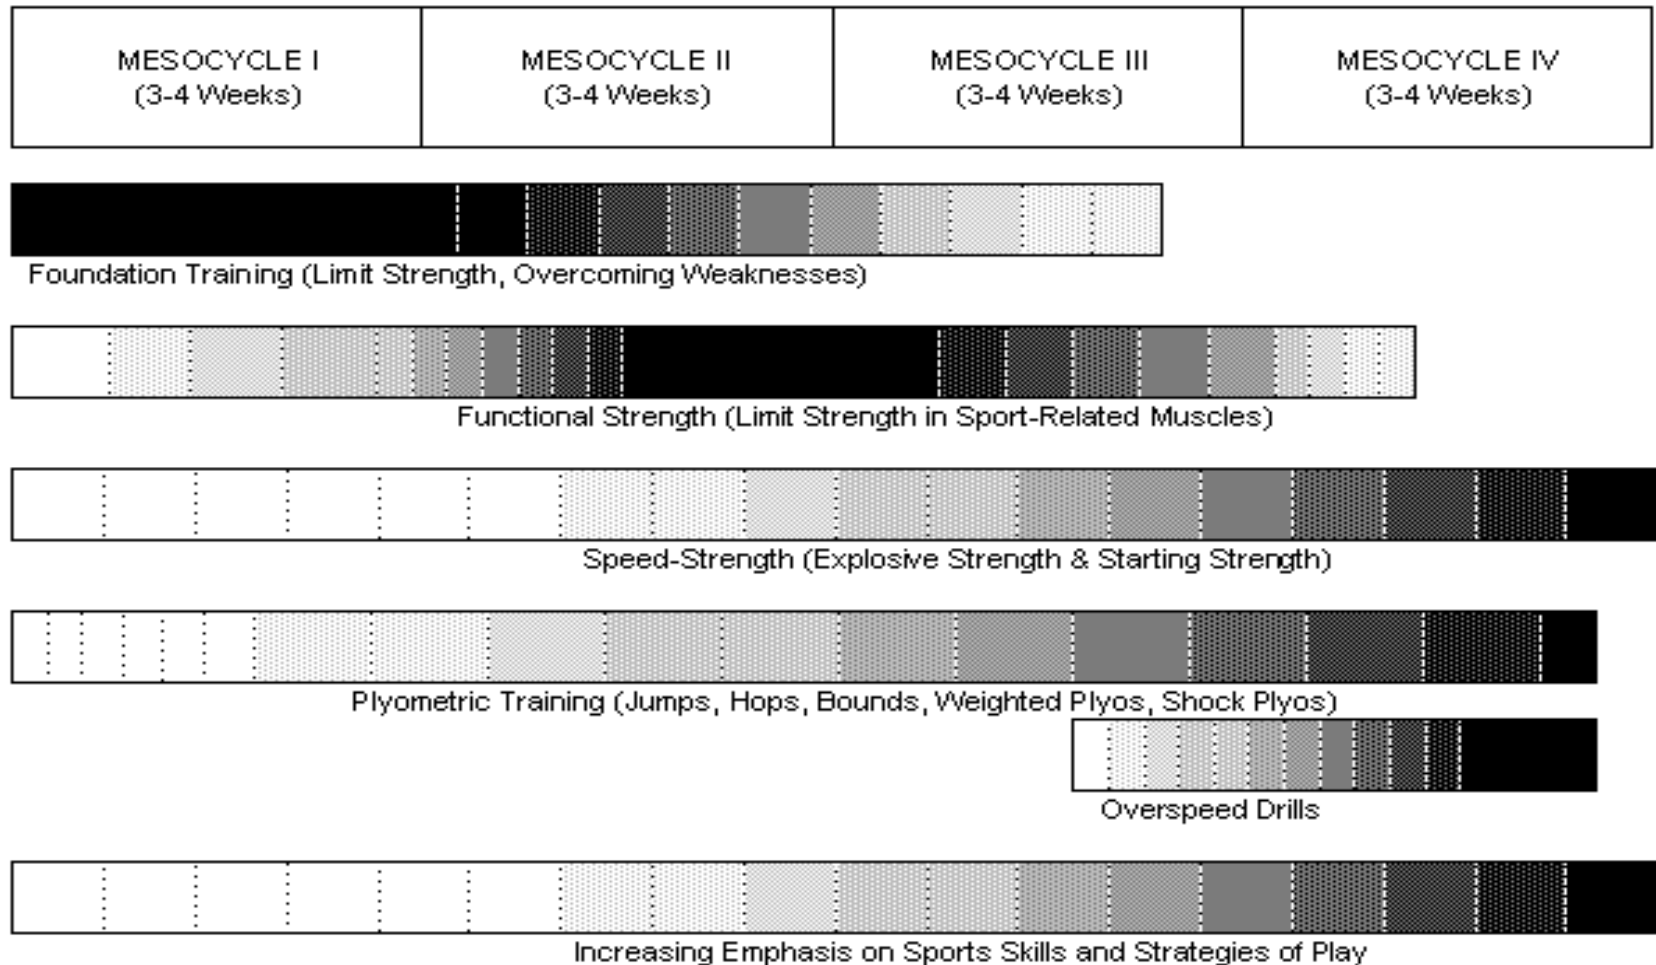 MESOCYCLE I
(3-4 Weeks)
MESOCYCLE II
(3-4 Weeks)
MESOCYCLE III
(3-4 Weeks)
MESOCYCLE IV
(3-4 Weeks)
Foundation Training (Limit Strength, Overcoming Weaknesses)
Functional Strength (Limit Strength in Sport-Related Muscles)
Speed-Strength (Explosive Strength & Starting Strength)
Plyometric Training (Jumps, Hops, Bounds, Weighted Plyos, Shock Plyos)
Overspeed Drills
Increasing Emphasis on Sports Skills and Strategies of Play